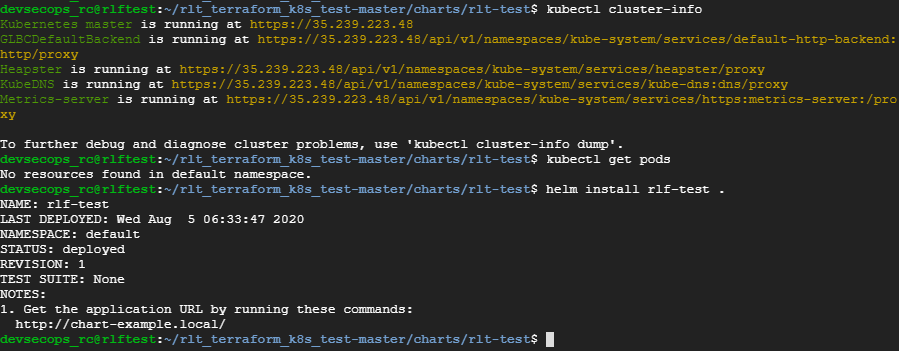 devsecops_rc@rlftest:~/rlt_terraform_k8s_test-master/charts/rlt-test$ kubectl cluster-info
Kubernetes master is running at https://35.239.223.48
GLBCDefaultBackend is running at https://35.239.223.48/api/v1/namespaces/kube-system/services/default-http-backend:
http/proxy
Heapster is running at https://35.239.223.48/api/v1/namespaces/kube-system/services/heapster/proxy
KubeDNS is running at https://35.239.223.48/api/v1/namespaces/kube-system/services/kube-dns:dns/proxy
Metrics-server is running at https://35.239.223.48/api/v1/namespaces/kube-system/services/https:metrics-server:/pro
xy

To further debug and diagnose cluster problems, use 'kubectl cluster-info dump'.
devsecops_rc@rlftest:~/rlt_terraform_k8s_test-master/charts/rlt-test$ kubectl get pods
No resources found in default namespace.
devsecops_rc@rlftest:~/rlt_terraform_k8s_test-master/charts/rlt-test$ helm install rlf-test .
NAME: rlf-test
LAST DEPLOYED: Wed Aug  5 06:33:47 2020
NAMESPACE: default
STATUS: deployed
REVISION: 1
TEST SUITE: None
NOTES:
1. Get the application URL by running these commands:
  http://chart-example.local/
devsecops_rc@rlftest:~/rlt_terraform_k8s_test-master/charts/rlt-test$